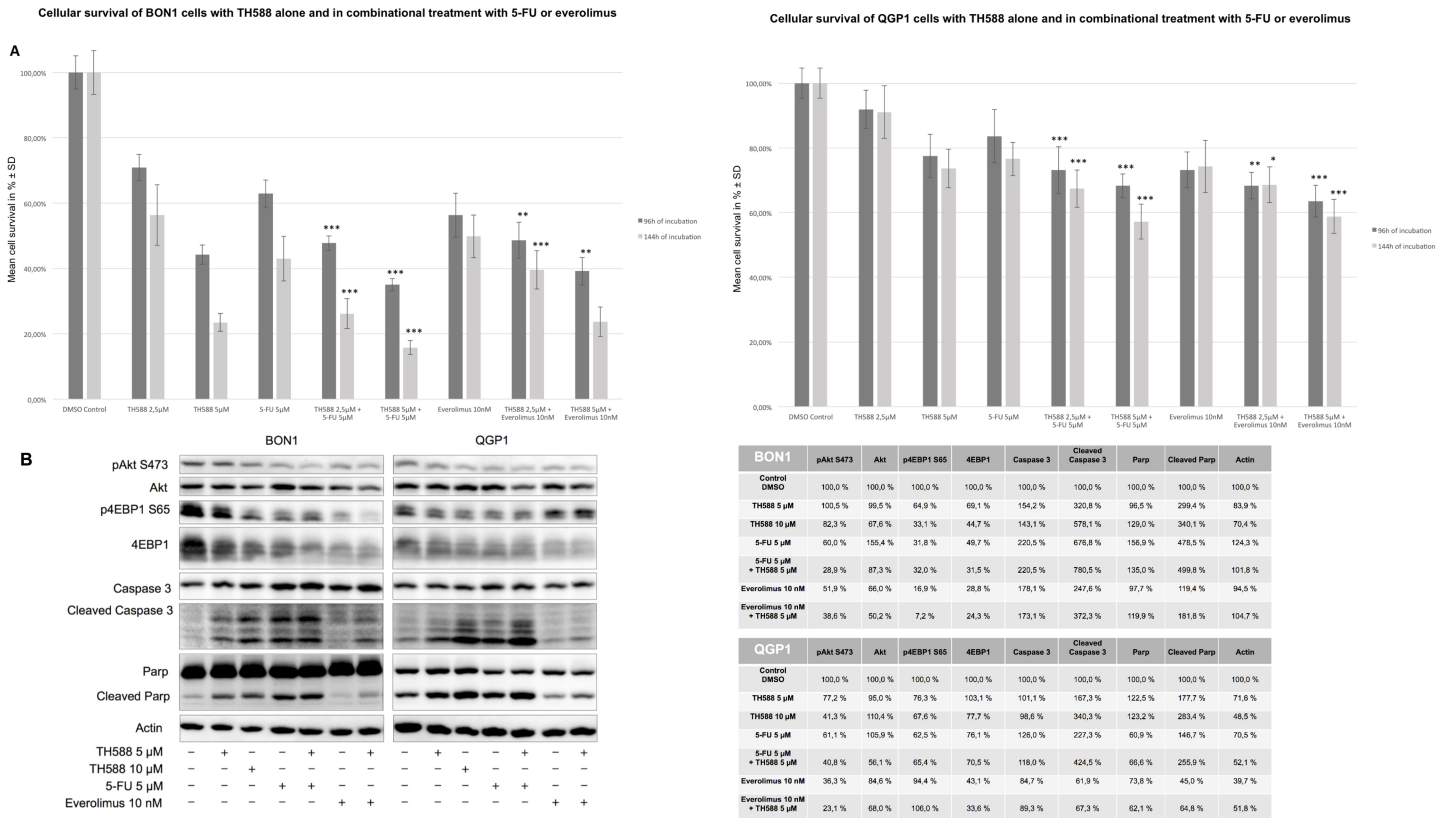 Cellular survival of BON1 cells with TH588 alone and in combinational treatment with 5-FU or everolimus
A
Mean cell survival in % ± SD
100,00%
80,00%
60,00%
40,00%
20,00%
0,00%
*** *** *** *** ** *** **
DMSO Control TH588 2,5µM TH588 5µM 5-FU 5µM TH588 2,5µM + TH588 5µM + Everolimus 10nM TH588 2,5µM + TH588 5µM +
5-FU 5µM 5-FU 5µM Everolimus 10nM Everolimus 10nM
96h of incubation
144h of incubation
Cellular survival of QGP1 cells with TH588 alone and in combinational treatment with 5-FU or everolimus
Mean cell survival in % ± SD
100,00%
80,00%
60,00%
40,00%
20,00%
0,00%
*** *** *** *** ** * *** ***
DMSO Control TH588 2,5µM TH588 5µM 5-FU 5µM TH588 2,5µM + TH588 5µM + Everolimus 10nM TH588 2,5µM + TH588 5µM +
5-FU 5µM 5-FU 5µM Everolimus 10nM Everolimus 10nM
96h of incubation
144h of incubation
B
BON1 QGP1
pAkt S473
Akt
p4EBP1 S65
4EBP1
Caspase 3
Cleaved Caspase 3
Parp
Cleaved Parp
Actin
TH588 5 µM − + − − + − + − + − − + − +
TH588 10 µM − − + − − − − − − + − − − −
5-FU 5 µM − − − + + − − − − − + + − −
Everolimus 10 nM − − − − − + + − − − − − + +
BON1 pAkt S473 Akt p4EBP1 S65 4EBP1 Caspase 3 Cleaved Caspase 3 Parp Cleaved Parp Actin
Control DMSO 100,0 % 100,0 % 100,0 % 100,0 % 100,0 % 100,0 % 100,0 % 100,0 % 100,0 %
TH588 5 µM 100,5 % 99,5 % 64,9 % 69,1 % 154,2 % 320,8 % 96,5 % 299,4 % 83,9 %
TH588 10 µM 82,3 % 67,6 % 33,1 % 44,7 % 143,1 % 578,1 % 129,0 % 340,1 % 70,4 %
5-FU 5 µM 60,0 % 155,4 % 31,8 % 49,7 % 220,5 % 676,8 % 156,9 % 478,5 % 124,3 %
5-FU 5 µM + TH588 5 µM 28,9 % 87,3 % 32,0 % 31,5 % 220,5 % 780,5 % 135,0 % 499,8 % 101,8 %
Everolimus 10 nM 51,9 % 66,0 % 16,9 % 28,8 % 178,1 % 247,6 % 97,7 % 119,4 % 94,5 %
Everolimus 10 nM + TH588 5 µM 38,6 % 50,2 % 7,2 % 24,3 % 173,1 % 372,3 % 119,9 % 181,8 % 104,7 %
QGP1 pAkt S473 Akt p4EBP1 S65 4EBP1 Caspase 3 Cleaved Caspase 3 Parp Cleaved Parp Actin
Control DMSO 100,0 % 100,0 % 100,0 % 100,0 % 100,0 % 100,0 % 100,0 % 100,0 % 100,0 %
TH588 5 µM 77,2 % 95,0 % 76,3 % 103,1 % 101,1 % 167,3 % 122,5 % 177,7 % 71,6 %
TH588 10 µM 41,3 % 110,4 % 67,6 % 77,7 % 98,6 % 340,3 % 123,2 % 283,4 % 48,5 %
5-FU 5 µM 61,1 % 105,9 % 62,5 % 76,1 % 126,0 % 227,3 % 60,9 % 146,7 % 70,5 %
5-FU 5 µM + TH588 5 µM 40,8 % 56,1 % 65,4 % 70,5 % 118,0 % 424,5 % 66,6 % 255,9 % 52,1 %
Everolimus 10 nM 36,3 % 84,6 % 94,4 % 43,1 % 84,7 % 61,9 % 73,8 % 45,0 % 39,7 %
Everolimus 10 nM + TH588 5 µM 23,1 % 68,0 % 106,0 % 33,6 % 89,3 % 67,3 % 62,1 % 64,8 % 51,8 %